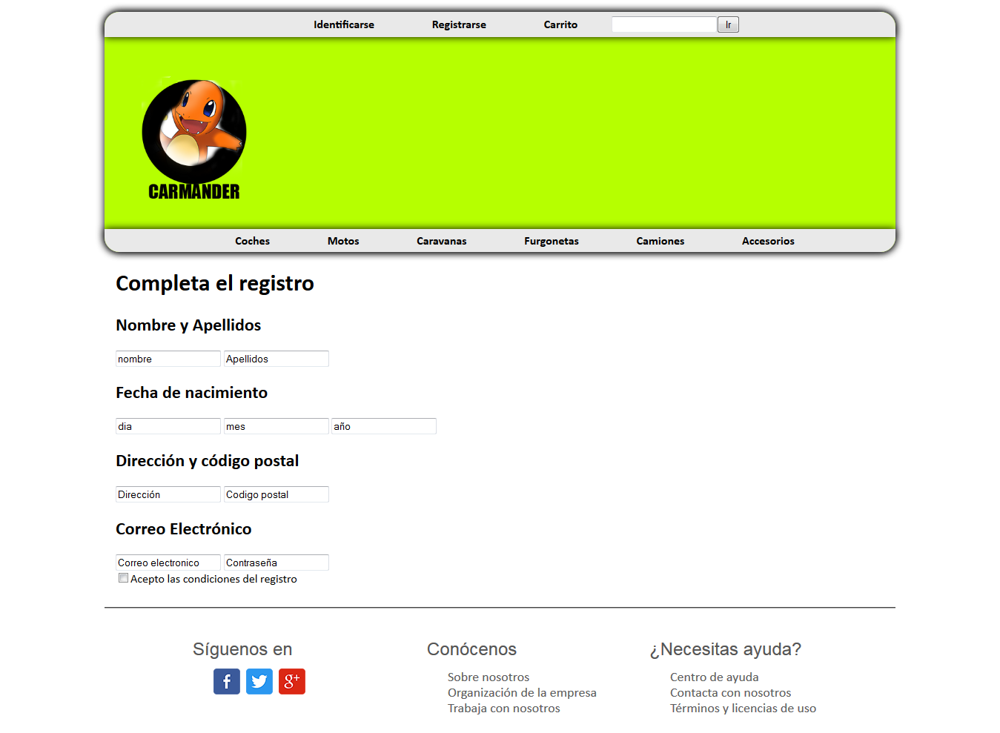 Identificarse Registrarse Carrito Ir
CARMANDER
Coches Motos Caravanas Furgonetas Camiones Accesorios
Completa el registro
Nombre y Apellidos
nombre Apellidos
Fecha de nacimiento
dia mes año
Dirección y código postal
Dirección Codigo postal
Correo Electrónico
Correo electronico Contraseña
Acepto las condiciones del registro
Síguenos en Conócenos ¿Necesitas ayuda?
f g+ Sobre nosotros Centro de ayuda
Organización de la empresa Contacta con nosotros
Trabaja con nosotros Términos y licencias de uso